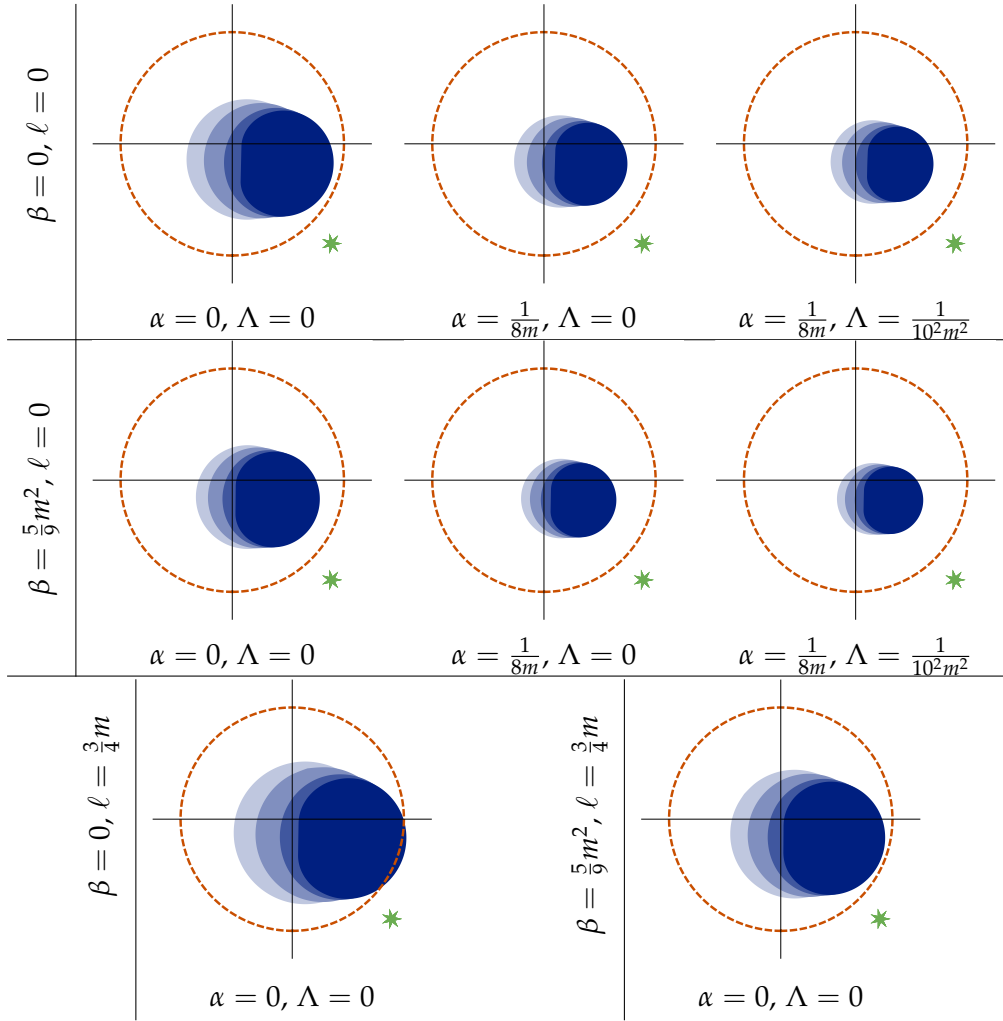 β = 0, ℓ = 0
α = 0, Λ = 0
α = 1/8m, Λ = 0
α = 1/8m, Λ = 1/10²m²
β = 5/9 m², ℓ = 0
α = 0, Λ = 0
α = 1/8m, Λ = 0
α = 1/8m, Λ = 1/10²m²
β = 0, ℓ = 3/4 m
α = 0, Λ = 0
β = 5/9 m², ℓ = 3/4 m
α = 0, Λ = 0